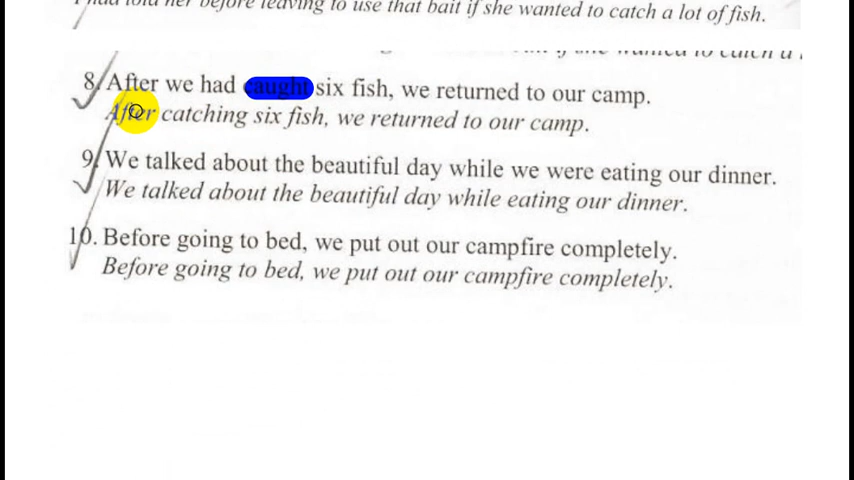 before leaving to use that bait if she wanted to catch a lot of fish.
8. After we had caught six fish, we returned to our camp.
After catching six fish, we returned to our camp.
9. We talked about the beautiful day while we were eating our dinner.
We talked about the beautiful day while eating our dinner.
10. Before going to bed, we put out our campfire completely.
Before going to bed, we put out our campfire completely.